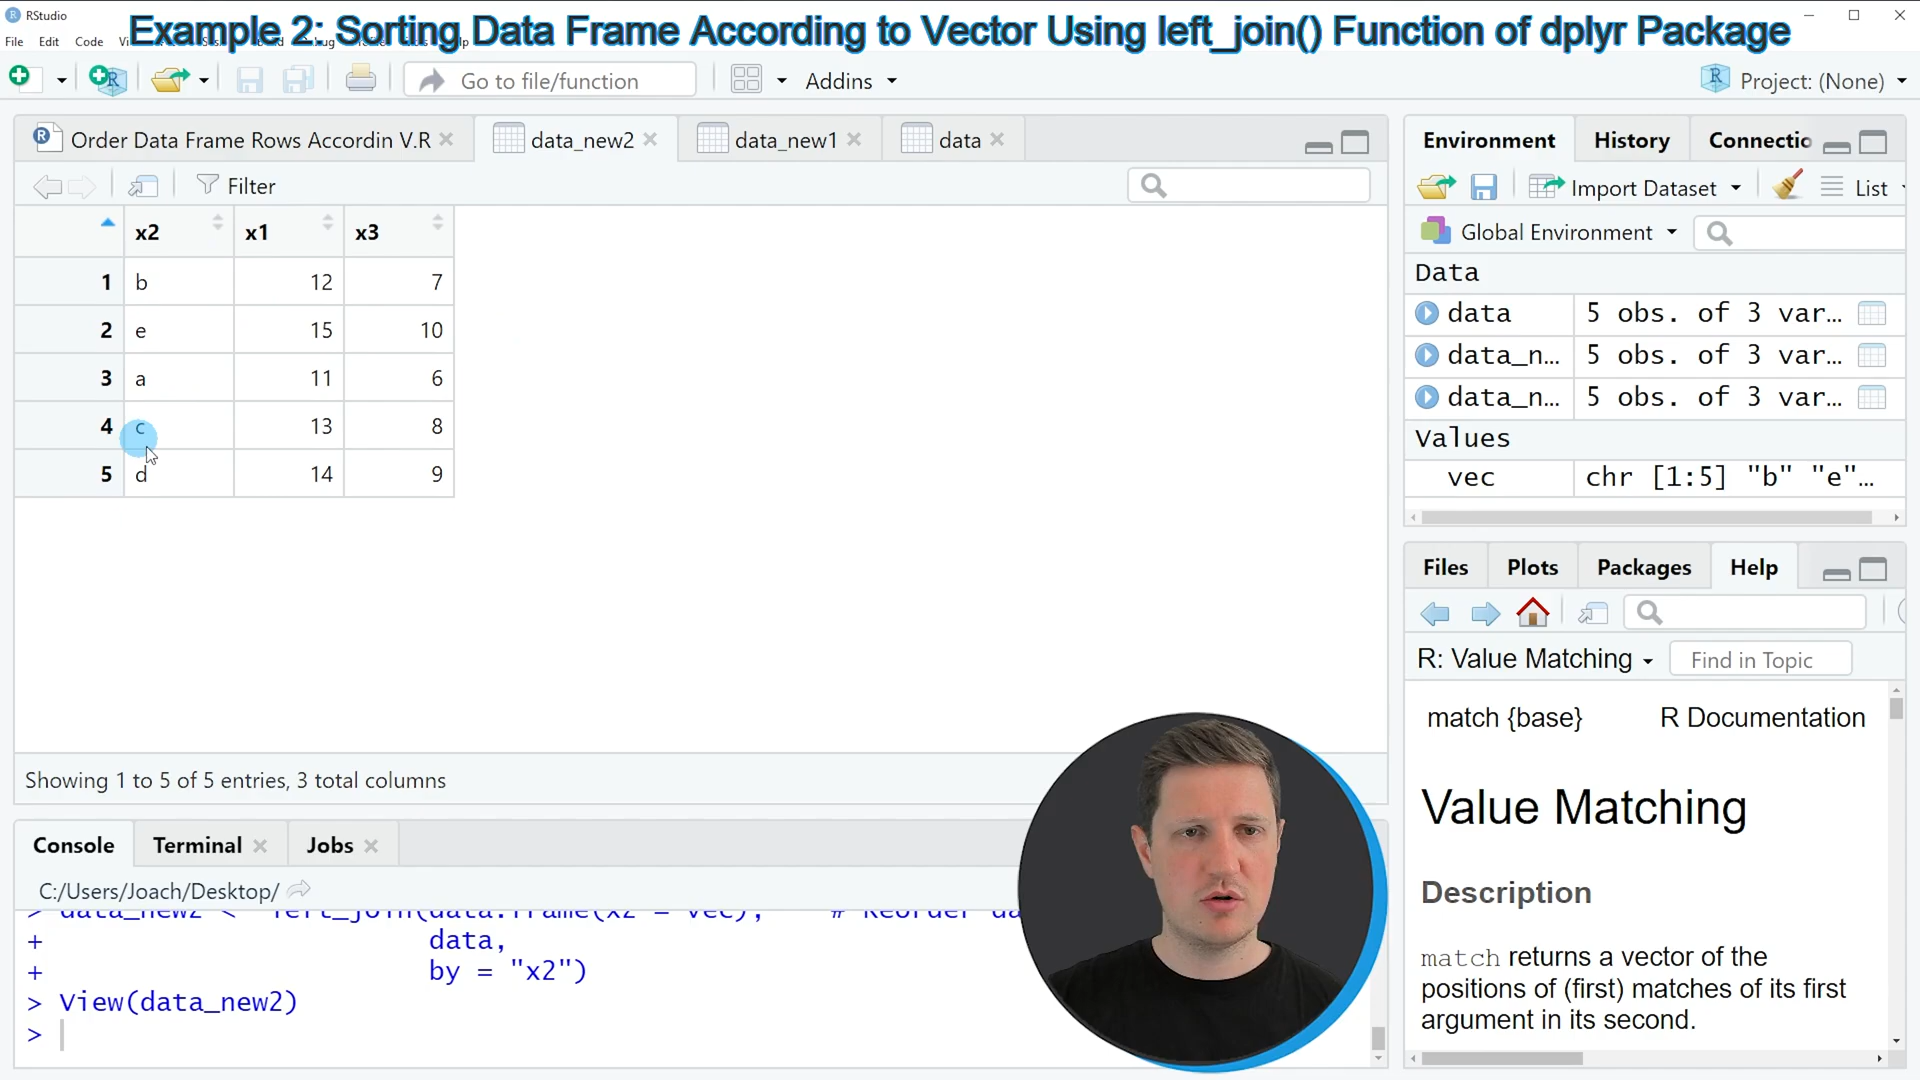 RStudio
Example 2: Sorting Data Frame According to Vector Using left_join() Function of dplyr Package
File Edit Code
Go to file/function
Addins
Project: (None)
Order Data Frame Rows Accordin V.R
data_new2
data_new1
data
Filter
x2 x1 x3
1 b 12 7
2 e 15 10
3 a 11 6
4 c 13 8
5 d 14 9
Showing 1 to 5 of 5 entries, 3 total columns
Console Terminal Jobs
C:/Users/Joach/Desktop/
+ data,
+ by = "x2")
> View(data_new2)
>
Environment History Connectio
Import Dataset
List
Global Environment
Data
data 5 obs. of 3 var…
data_n… 5 obs. of 3 var…
data_n… 5 obs. of 3 var…
Values
vec chr [1:5] "b" "e"…
Files Plots Packages Help
R: Value Matching
Find in Topic
match {base} R Documentation
Value Matching
Description
match returns a vector of the
positions of (first) matches of its first
argument in its second.